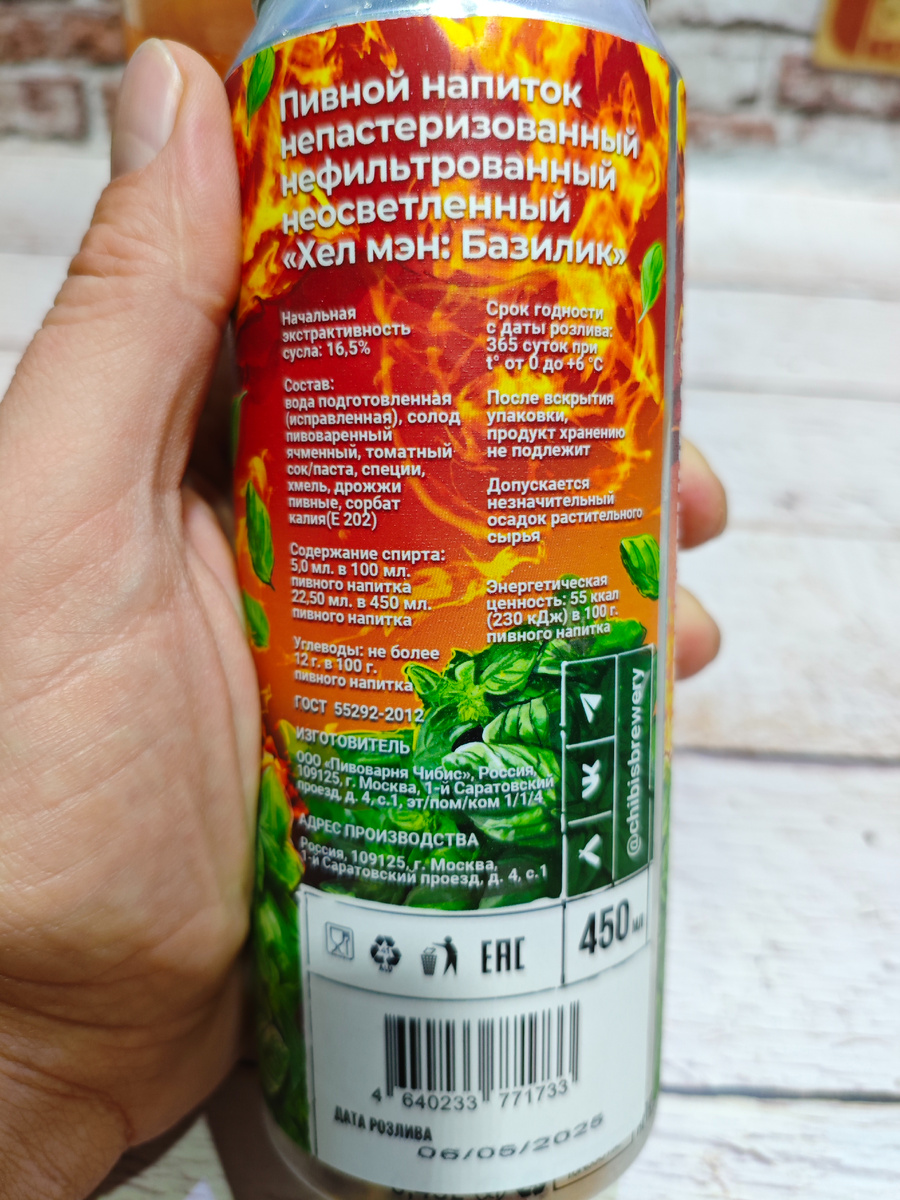 Пивной напиток
непастеризованный
нефильтрованный
неосветленный
«Хел мэн: Базилик»
Начальная
экстрактивность
сусла: 16,5%
Состав:
вода подготовленная
(исправленная), солод
пивоваренный
ячменный, томатный
сок/паста, специи,
хмель, дрожжи
пивные, сорбат
калия(Е 202)
Содержание спирта:
5,0 мл. в 100 мл.
пивного напитка
22,50 мл. в 450 мл.
пивного напитка
Углеводы: не более
12 г. в 100 г.
пивного напитка
ГОСТ 55292-2012
Срок годности
с даты розлива:
365 суток при
t° от 0 до +6 °С
После вскрытия
упаковки,
продукт хранению
не подлежит
Допускается
незначительный
осадок растительного
сырья
Энергетическая
ценность: 55 ккал
(230 кДж) в 100 г.
пивного напитка
ИЗГОТОВИТЕЛЬ
ООО «Пивоварня Чибис», Россия,
109125, г. Москва, 1-й Саратовский
проезд, д. 4, с.1, эт/пом/ком 1/1/4
АДРЕС ПРОИЗВОДСТВА
Россия, 109125, г. Москва,
1-й Саратовский проезд, д. 4, с.1
@chibisbrewery
41
ALU
EAC
450 мл
4 640233 771733
ДАТА РОЗЛИВА
06/05/2025